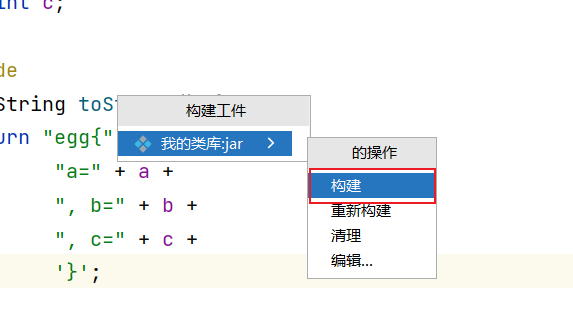 int c;
de
String toS
构建工件
urn "egg{"
我的类库:jar
的操作
"a=" + a +
构建
", b=" + b +
重新构建
", c=" + c +
清理
'}';
编辑...